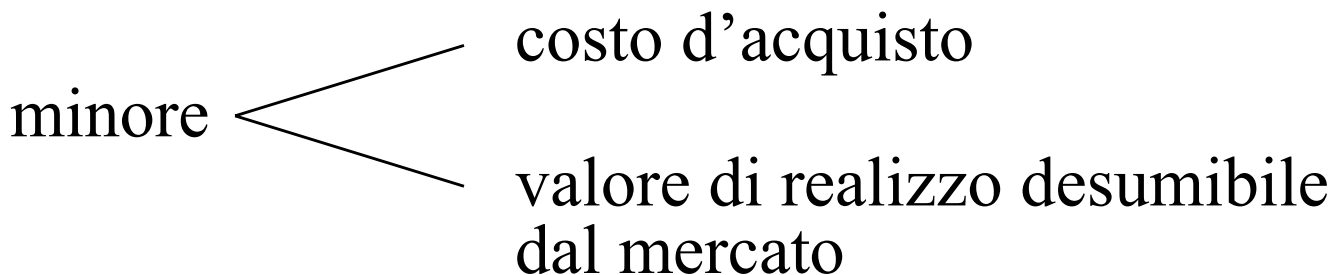 costo d’acquisto
minore
valore di realizzo desumibile
dal mercato